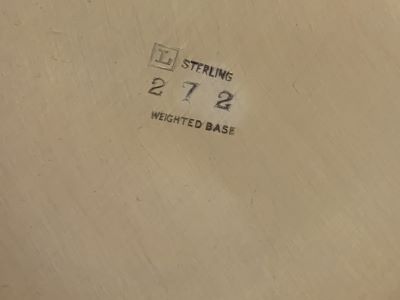 L STERLING
272
WEIGHTED BASE